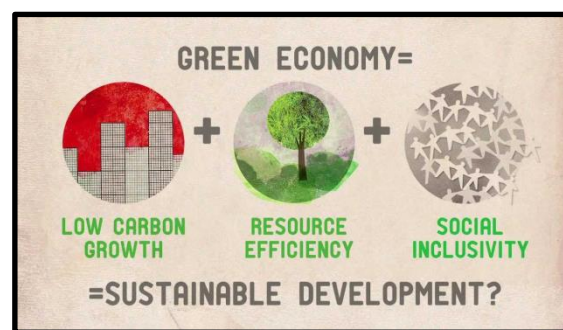 GREEN ECONOMY=
+ +
LOW CARBON
GROWTH
RESOURCE
EFFICIENCY
SOCIAL
INCLUSIVITY
=SUSTAINABLE DEVELOPMENT?